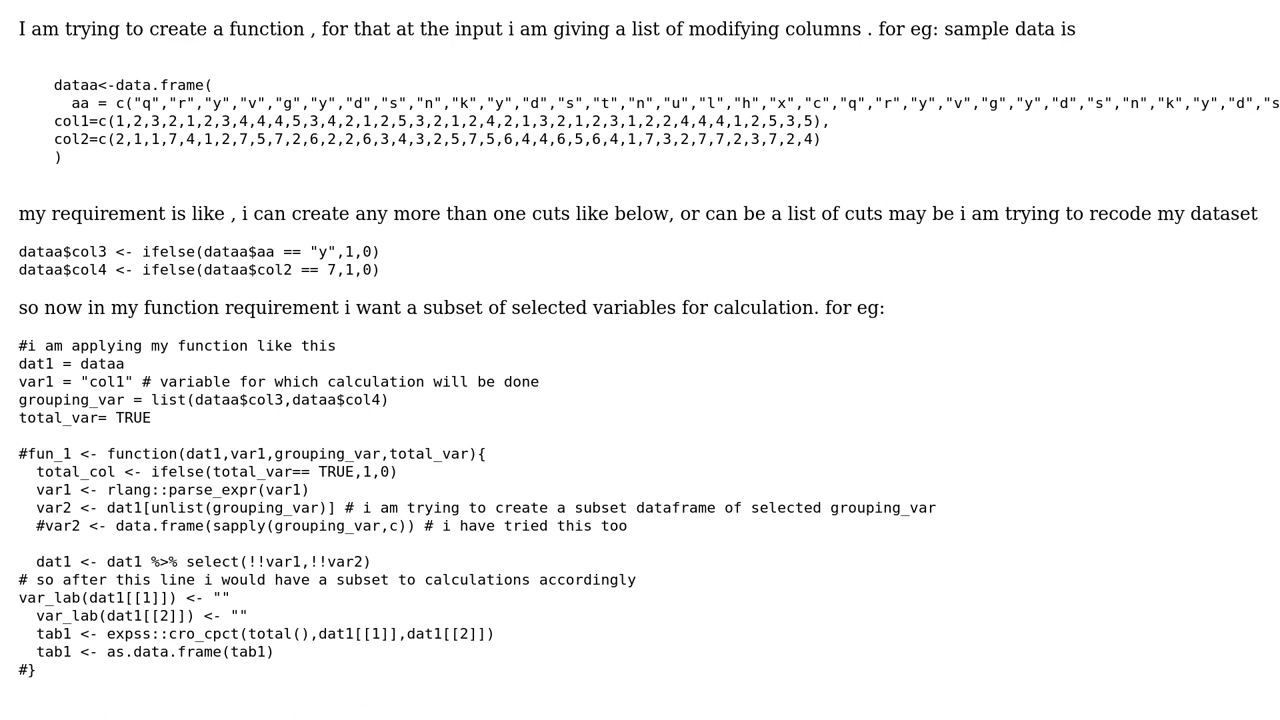 I am trying to create a function , for that at the input i am giving a list of modifying columns . for eg: sample data is
dataa<-data.frame(
aa = c("q","r","y","v","g","y","d","s","n","k","y","d","s","t","n","u","l","h","x","c","q","r","y","v","g","y","d","s","n","k","y","d","s
col1=c(1,2,3,2,1,2,3,4,4,4,5,3,4,2,1,2,5,3,2,1,2,4,2,1,3,2,1,2,3,1,2,2,4,4,4,1,2,5,3,5),
col2=c(2,1,1,7,4,1,2,7,5,7,2,6,2,2,6,3,4,3,2,5,7,5,6,4,4,6,5,6,4,1,7,3,2,7,7,2,3,7,2,4)
)
my requirement is like , i can create any more than one cuts like below, or can be a list of cuts may be i am trying to recode my dataset
dataa$col3 <- ifelse(dataa$aa == "y",1,0)
dataa$col4 <- ifelse(dataa$col2 == 7,1,0)
so now in my function requirement i want a subset of selected variables for calculation. for eg:
#i am applying my function like this
dat1 = dataa
var1 = "col1" # variable for which calculation will be done
grouping_var = list(dataa$col3,dataa$col4)
total_var= TRUE
#fun_1 <- function(dat1,var1,grouping_var,total_var){
total_col <- ifelse(total_var== TRUE,1,0)
var1 <- rlang::parse_expr(var1)
var2 <- dat1[unlist(grouping_var)] # i am trying to create a subset dataframe of selected grouping_var
#var2 <- data.frame(sapply(grouping_var,c)) # i have tried this too
dat1 <- dat1 %>% select(!!var1,!!var2)
# so after this line i would have a subset to calculations accordingly
var_lab(dat1[[1]]) <- ""
var_lab(dat1[[2]]) <- ""
tab1 <- expss::cro_cpct(total(),dat1[[1]],dat1[[2]])
tab1 <- as.data.frame(tab1)
#}